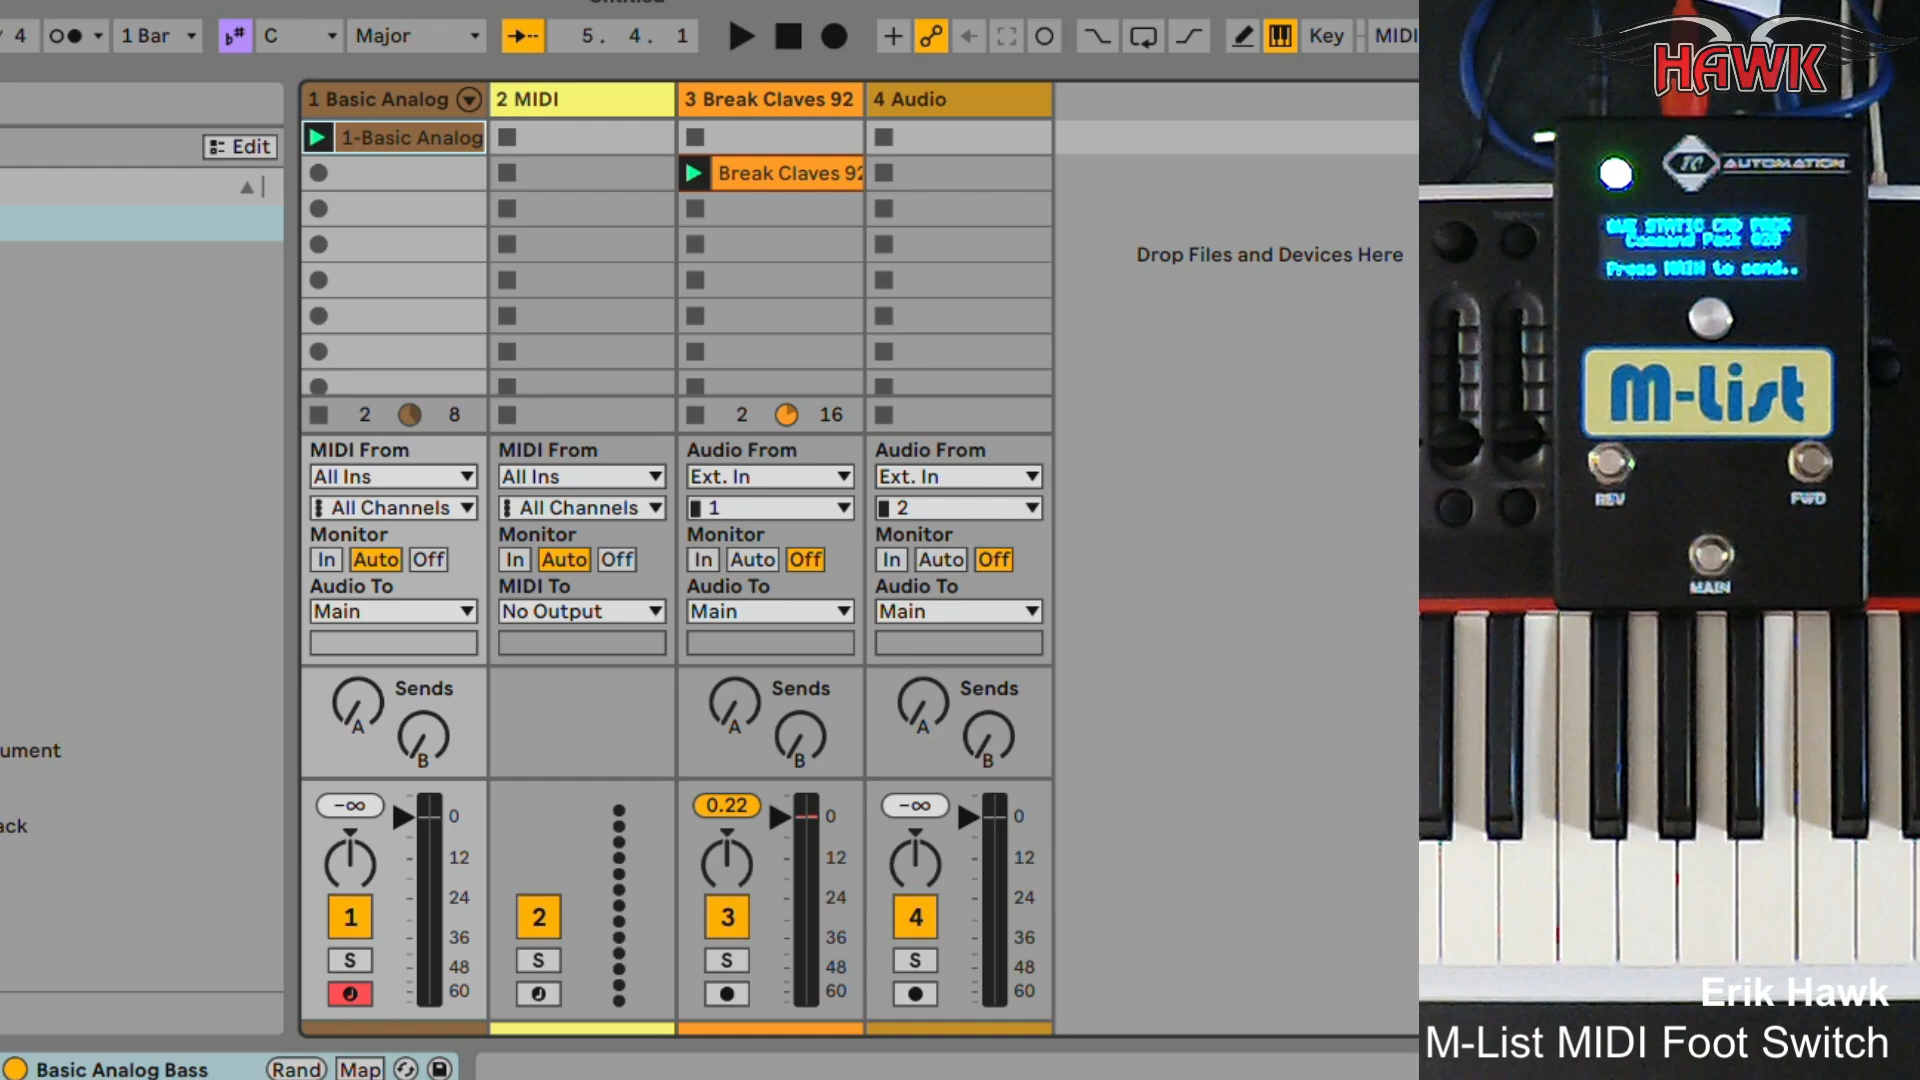 Untitled
4
1 Bar
C
Major
5. 4. 1
Key
MIDI
Edit
1 Basic Analog
2 MIDI
3 Break Claves 92
4 Audio
1-Basic Analog
Break Claves 92
Drop Files and Devices Here
2 8
2 16
MIDI From
MIDI From
Audio From
Audio From
All Ins
All Ins
Ext. In
Ext. In
All Channels
All Channels
1
2
Monitor
Monitor
Monitor
Monitor
In Auto Off
In Auto Off
In Auto Off
In Auto Off
Audio To
MIDI To
Audio To
Audio To
Main
No Output
Main
Main
Sends
A
B
Sends
A
B
Sends
A
B
ument
ack
-∞
0
12
24
36
48
60
1
S
2
S
0.22
0
12
24
36
48
60
3
S
-∞
0
12
24
36
48
60
4
S
Basic Analog Bass
Rand
Map
HAWK
TC AUTOMATION
STATIC CMD PACK
Command Pack
Press MAIN to send..
M-List
REV
FWD
MAIN
Erik Hawk
M-List MIDI Foot Switch